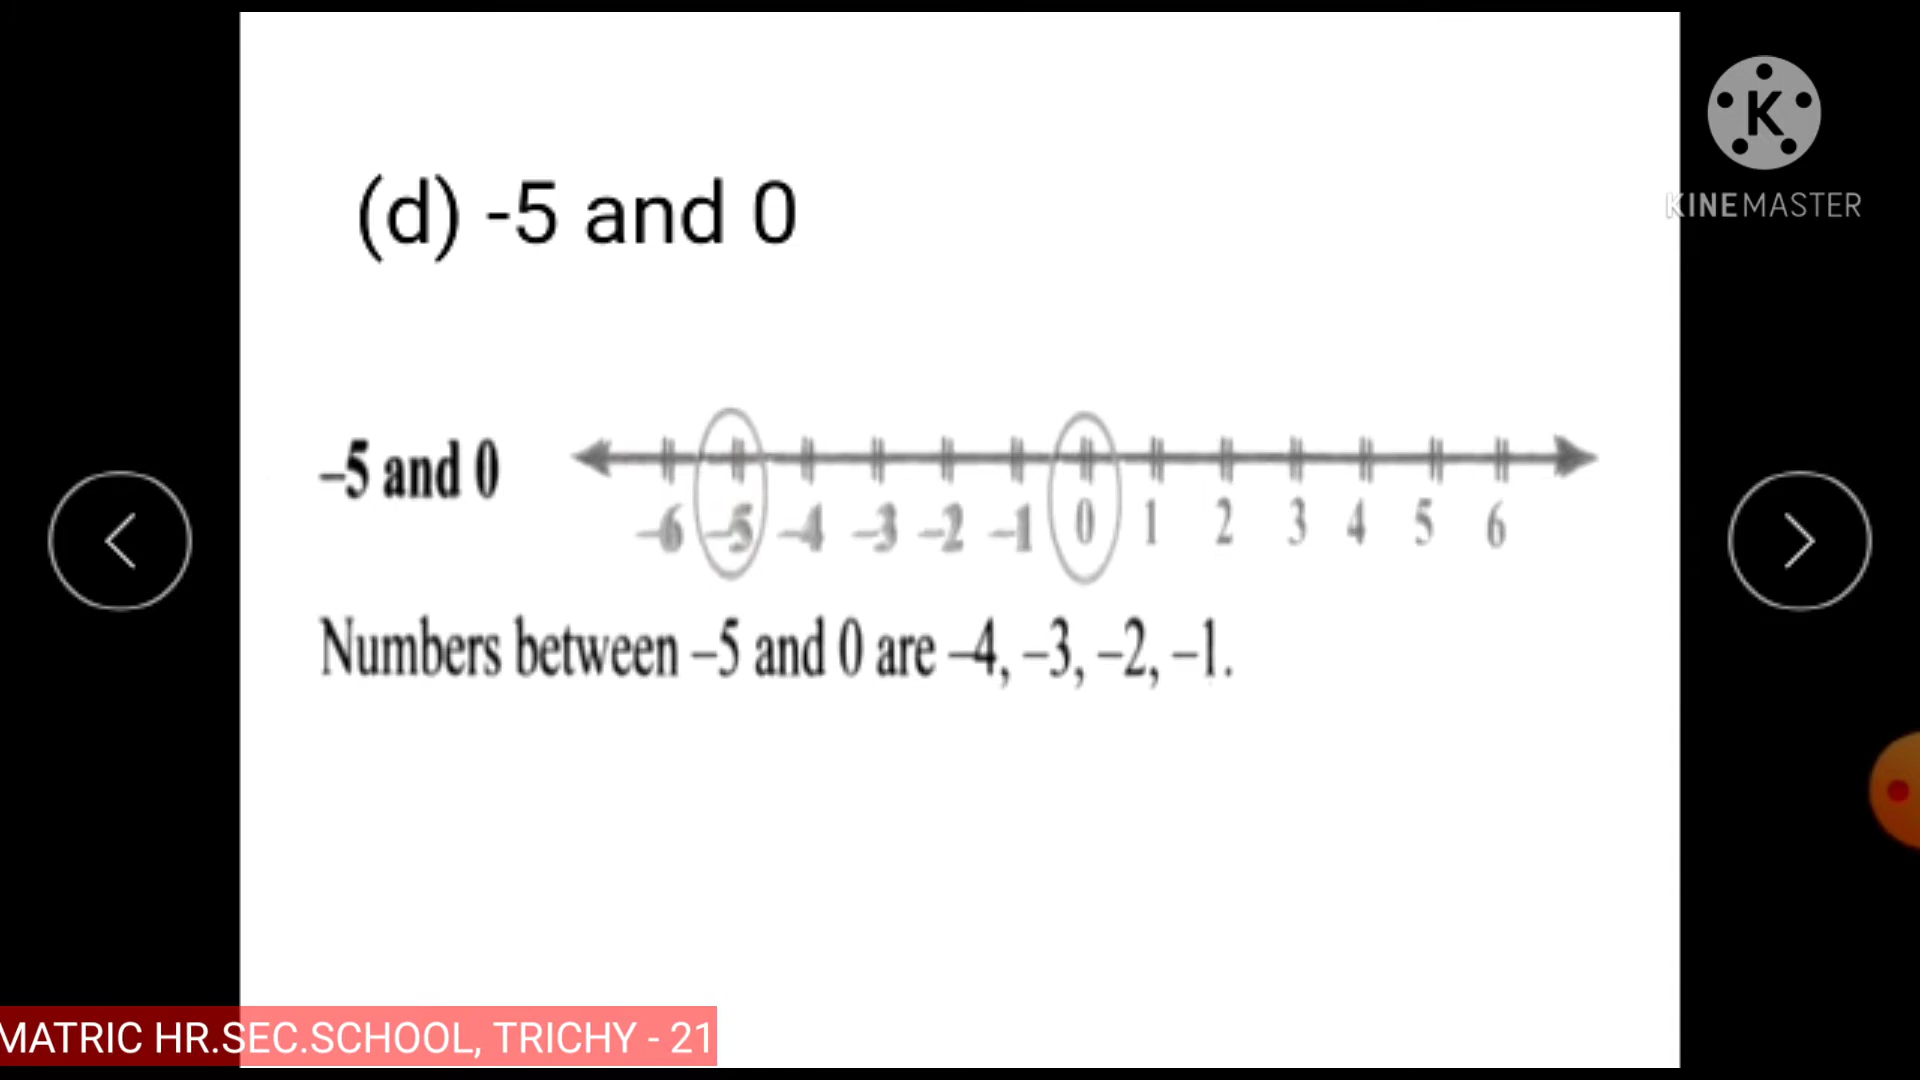 K
KINEMASTER
(d) -5 and 0
–5 and 0
–6 –5 –4 –3 –2 –1 0 1 2 3 4 5 6
Numbers between –5 and 0 are –4, –3, –2, –1.
MATRIC HR.SEC.SCHOOL, TRICHY - 21